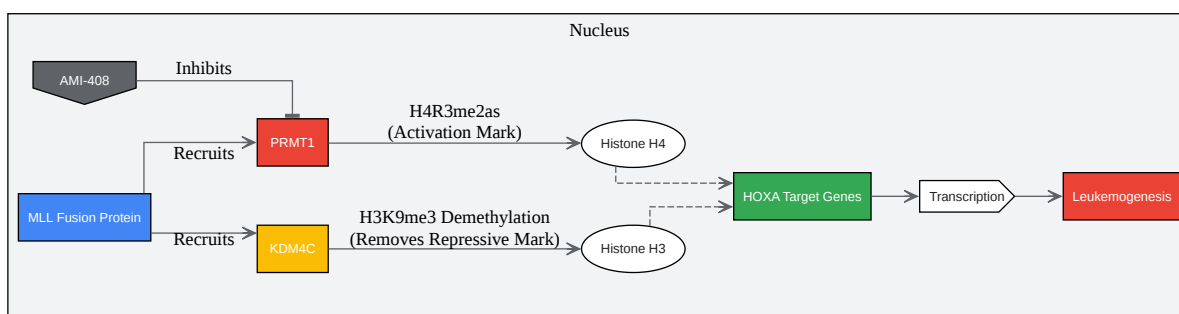 Nucleus
AMI-408
Inhibits
H4R3me2as
(Activation Mark)
PRMT1
Histone H4
Recruits
MLL Fusion Protein
HOXA Target Genes
Transcription
Leukemogenesis
H3K9me3 Demethylation
(Removes Repressive Mark)
Recruits
KDM4C
Histone H3